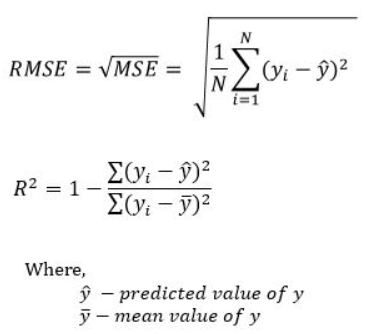 RMSE = √MSE = √(1/N ∑_{i=1}^{N} (y_i − ŷ)²)
R² = 1 − Σ(y_i − ŷ)² / Σ(y_i − ȳ)²
Where,
ŷ – predicted value of y
ȳ – mean value of y